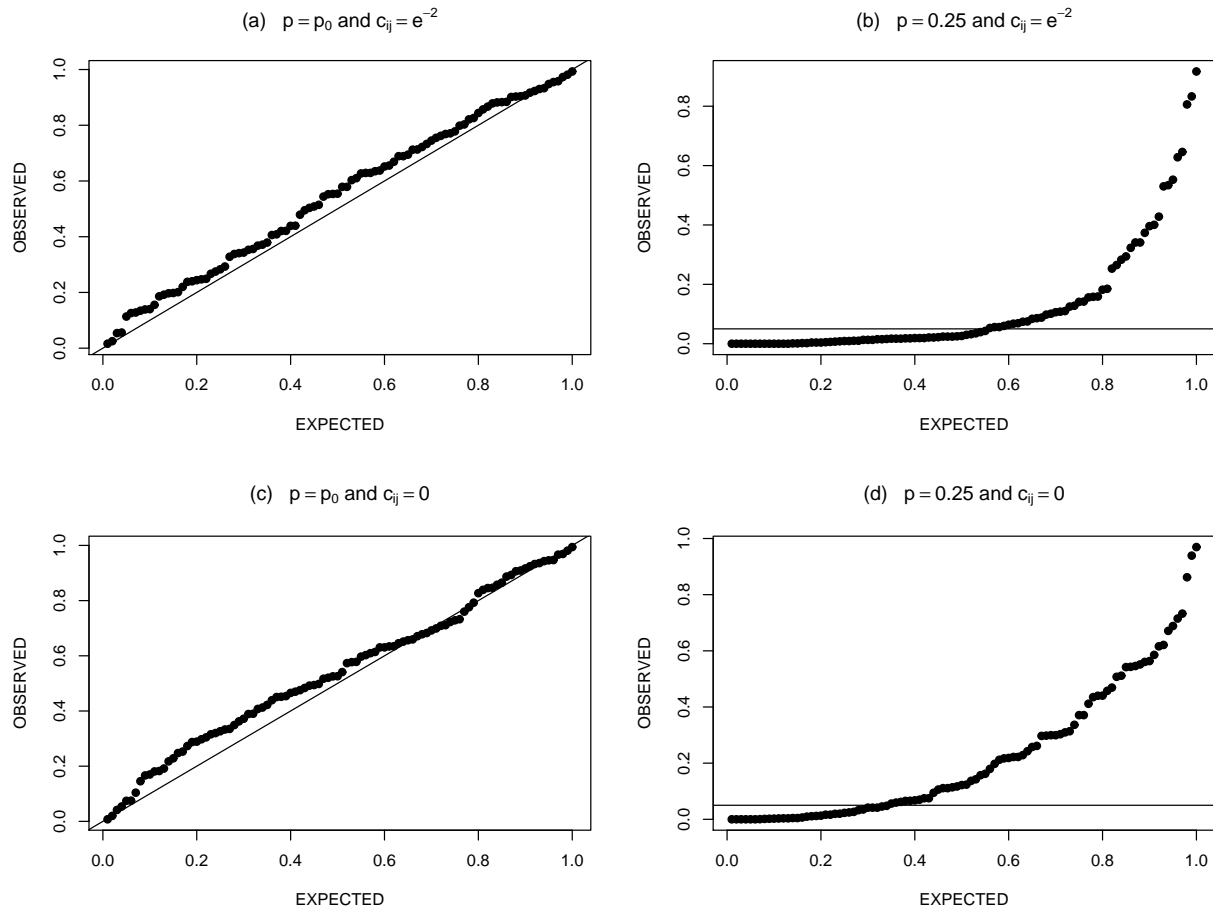 (a) p = p₀ and cᵢⱼ = e⁻²
OBSERVED
0.0 0.2 0.4 0.6 0.8 1.0
0.0 0.2 0.4 0.6 0.8 1.0
EXPECTED
(b) p = 0.25 and cᵢⱼ = e⁻²
OBSERVED
0.0 0.2 0.4 0.6 0.8
0.0 0.2 0.4 0.6 0.8 1.0
EXPECTED
(c) p = p₀ and cᵢⱼ = 0
OBSERVED
0.0 0.2 0.4 0.6 0.8 1.0
0.0 0.2 0.4 0.6 0.8 1.0
EXPECTED
(d) p = 0.25 and cᵢⱼ = 0
OBSERVED
0.0 0.2 0.4 0.6 0.8 1.0
0.0 0.2 0.4 0.6 0.8 1.0
EXPECTED